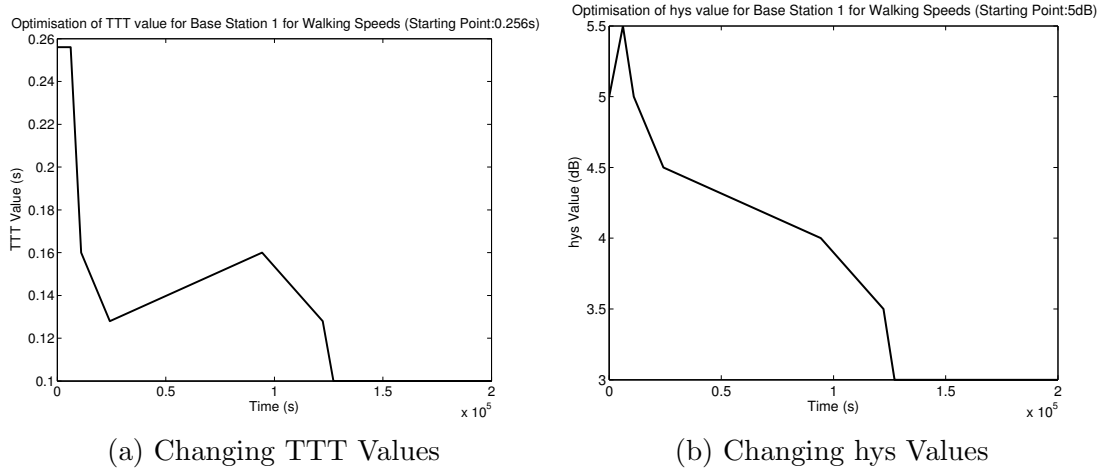 Optimisation of TTT value for Base Station 1 for Walking Speeds (Starting Point:0.256s)
0.26
0.24
0.22
0.2
0.18
0.16
0.14
0.12
0.1
TTT Value (s)
0
0.5
1
1.5
2
x 10^5
Time (s)
(a) Changing TTT Values
Optimisation of hys value for Base Station 1 for Walking Speeds (Starting Point:5dB)
5.5
5
4.5
4
3.5
3
hys Value (dB)
0
0.5
1
1.5
2
x 10^5
Time (s)
(b) Changing hys Values